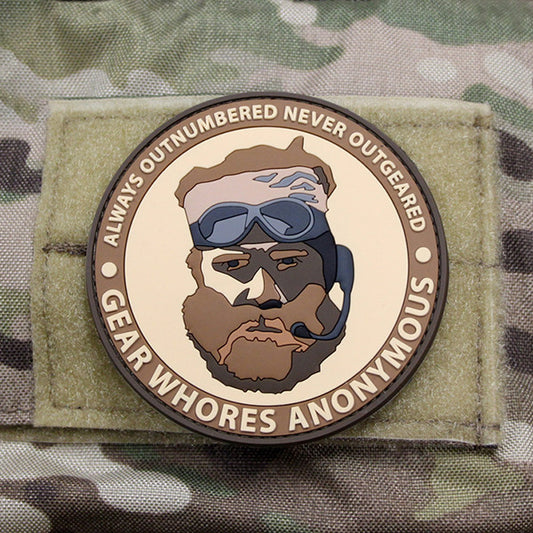 ALWAYS OUTNUMBERED NEVER OUTGEARED
GEAR WHORES ANONYMOUS